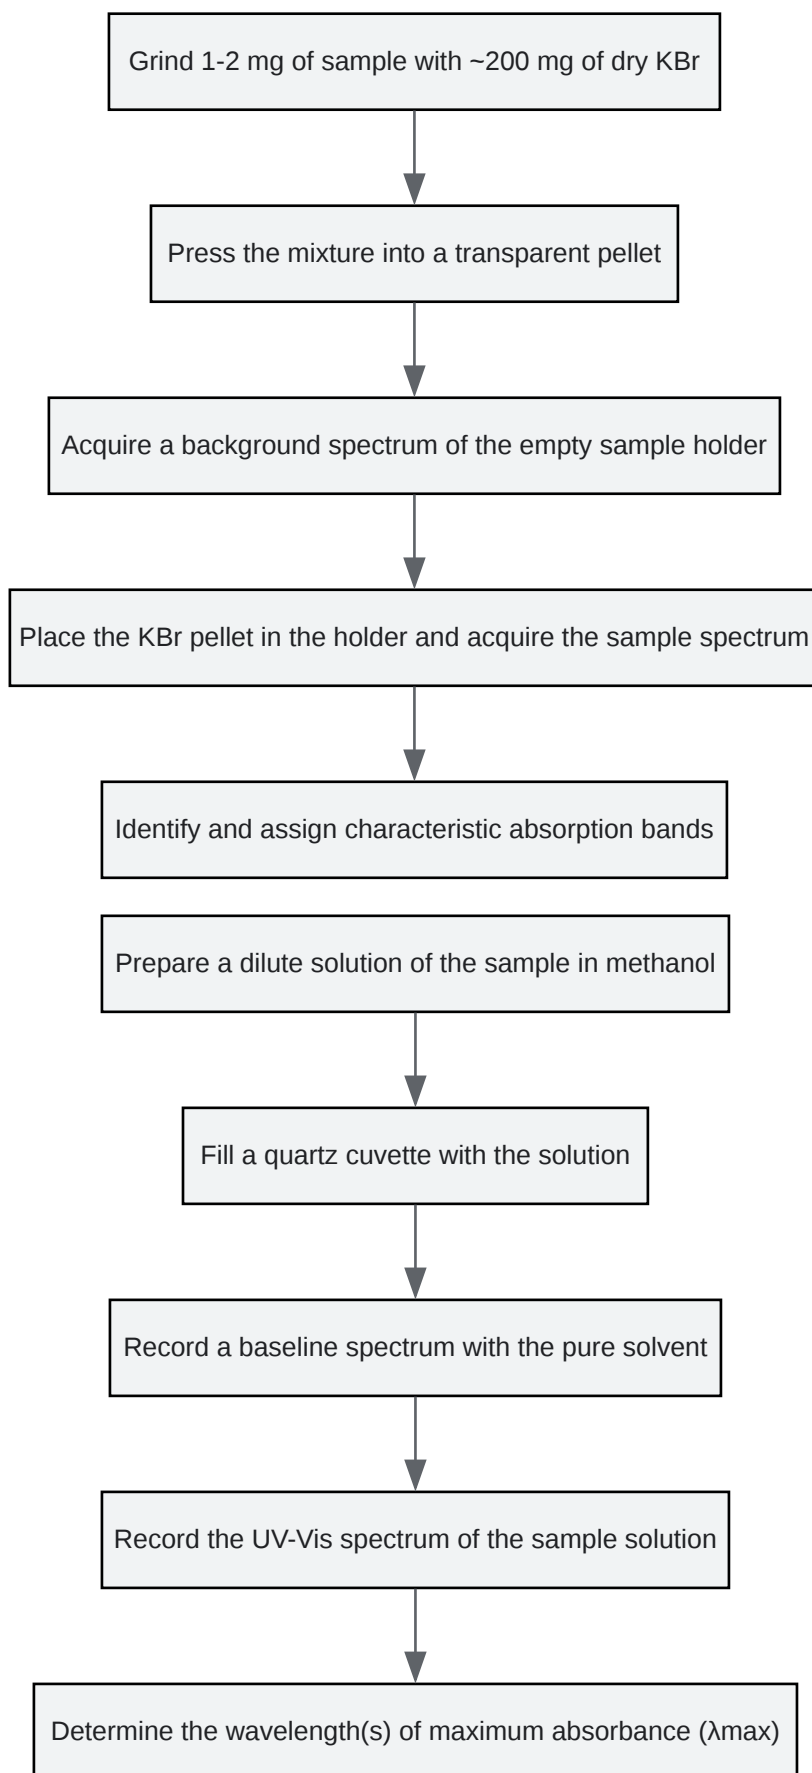 Grind 1-2 mg of sample with ~200 mg of dry KBr
Press the mixture into a transparent pellet
Acquire a background spectrum of the empty sample holder
Place the KBr pellet in the holder and acquire the sample spectrum
Identify and assign characteristic absorption bands
Prepare a dilute solution of the sample in methanol
Fill a quartz cuvette with the solution
Record a baseline spectrum with the pure solvent
Record the UV-Vis spectrum of the sample solution
Determine the wavelength(s) of maximum absorbance (λmax)